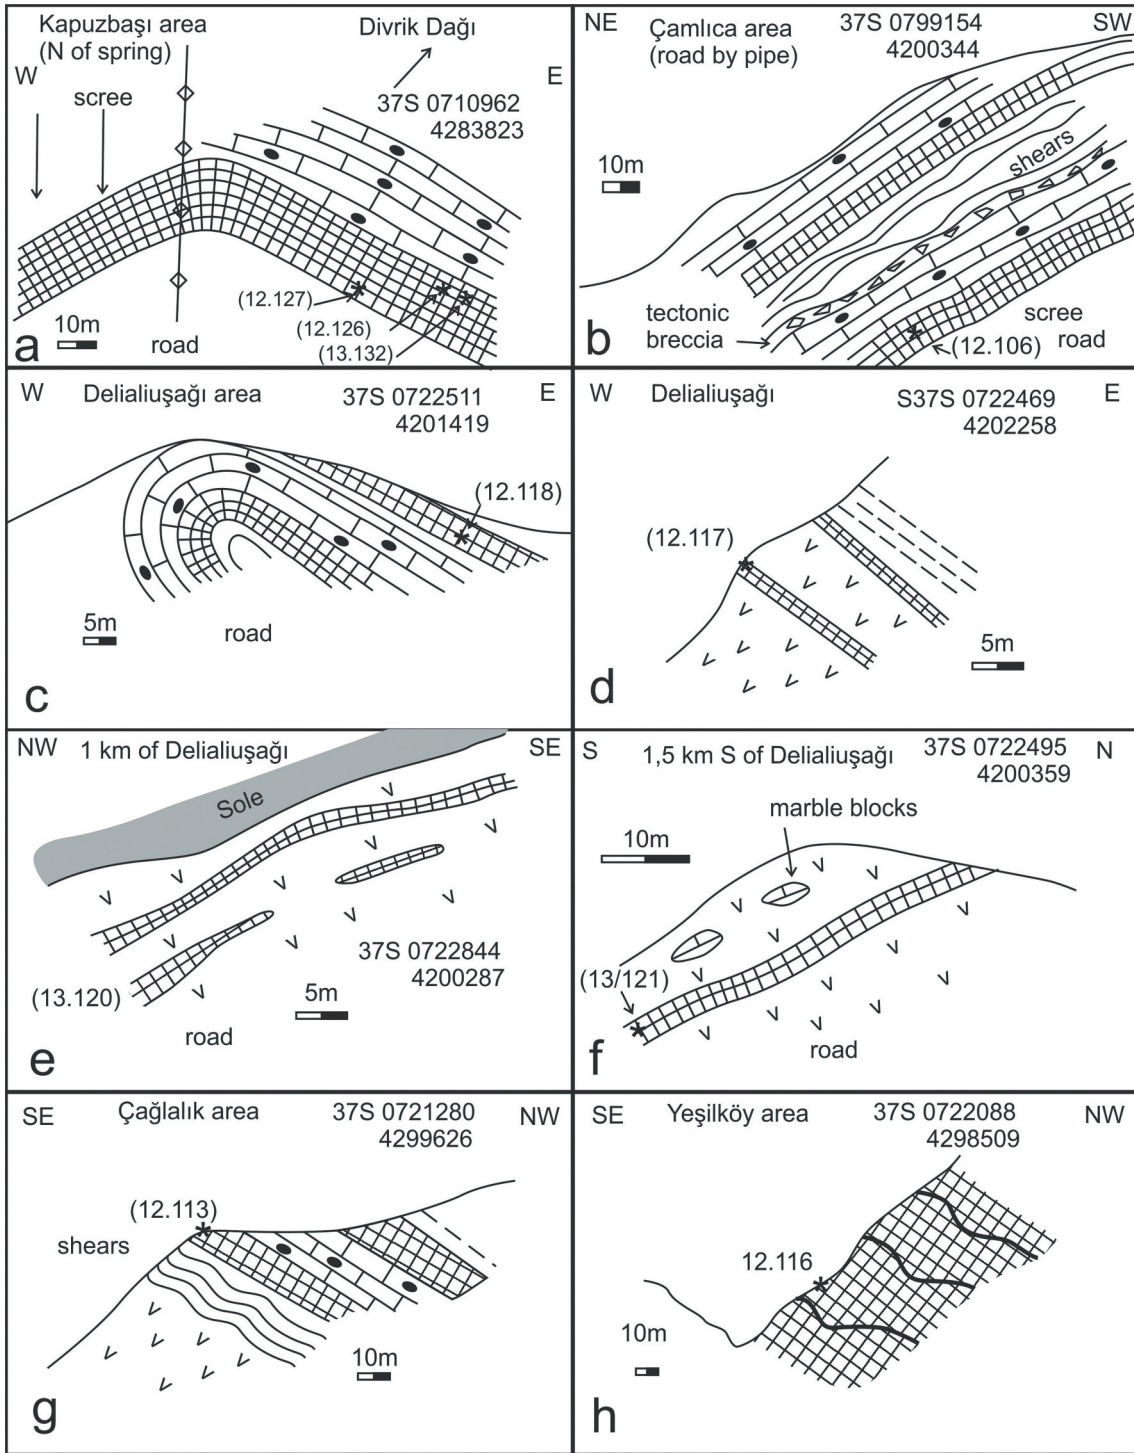 Kapuzbaşı area
(N of spring)
Divrik Dağı
W
E
scree
37S 0710962
4283823
(12.127)
(12.126)
(13.132)
10m
road
a
NE
Çamlıca area
(road by pipe)
37S 0799154
4200344
SW
10m
shears
tectonic
breccia
scree
road
(12.106)
b
W
Delialiuşağı area
37S 0722511
4201419
E
(12.118)
5m
road
c
W
Delialiuşağı
S37S 0722469
4202258
E
(12.117)
5m
d
NW
1 km of Delialiuşağı
SE
Sole
37S 0722844
4200287
(13.120)
5m
road
e
S
1,5 km S of Delialiuşağı
37S 0722495
4200359
N
marble blocks
10m
(13/121)
road
f
SE
Çağlalık area
37S 0721280
4299626
NW
(12.113)
shears
10m
g
SE
Yeşilköy area
37S 0722088
4298509
NW
12.116
10m
h